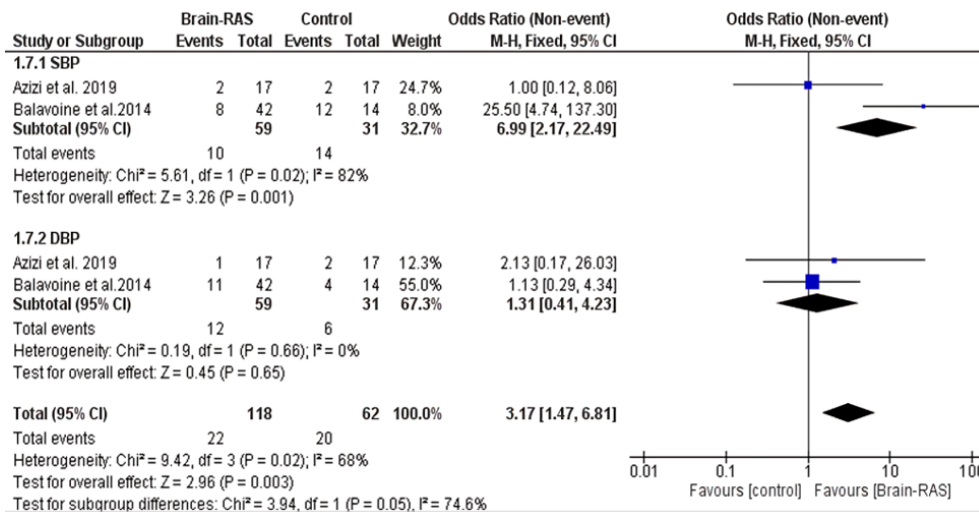 Brain-RAS Control Odds Ratio (Non-event) Odds Ratio (Non-event)
Study or Subgroup Events Total Events Total Weight M-H, Fixed, 95% CI M-H, Fixed, 95% CI
1.7.1 SBP
Azizi et al. 2019 2 17 2 17 24.7% 1.00 [0.12, 8.06]
Balavoine et al.2014 8 42 12 14 8.0% 25.50 [4.74, 137.30]
Subtotal (95% CI) 59 31 32.7% 6.99 [2.17, 22.49]
Total events 10 14
Heterogeneity: Chi² = 5.61, df = 1 (P = 0.02); I² = 82%
Test for overall effect: Z = 3.26 (P = 0.001)
1.7.2 DBP
Azizi et al. 2019 1 17 2 17 12.3% 2.13 [0.17, 26.03]
Balavoine et al.2014 11 42 4 14 55.0% 1.13 [0.29, 4.34]
Subtotal (95% CI) 59 31 67.3% 1.31 [0.41, 4.23]
Total events 12 6
Heterogeneity: Chi² = 0.19, df = 1 (P = 0.66); I² = 0%
Test for overall effect: Z = 0.45 (P = 0.65)
Total (95% CI) 118 62 100.0% 3.17 [1.47, 6.81]
Total events 22 20
Heterogeneity: Chi² = 9.42, df = 3 (P = 0.02); I² = 68%
Test for overall effect: Z = 2.96 (P = 0.003)
Test for subgroup differences: Chi² = 3.94, df = 1 (P = 0.05), I² = 74.6%
0.01 0.1 1 10 100
Favours [control] Favours [Brain-RAS]